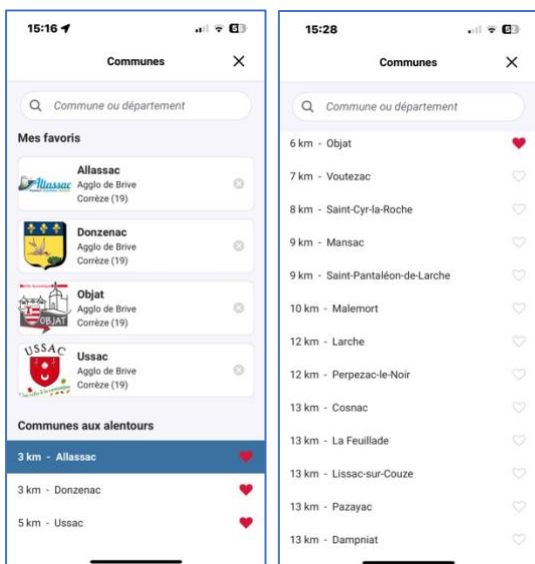 15:16
Communes
Commune ou département
Mes favoris
Allassac
Allassac
Agglo de Brive
Corrèze (19)
Donzenac
Agglo de Brive
Corrèze (19)
OBJAT
Objat
Agglo de Brive
Corrèze (19)
USSAC
Ussac
Agglo de Brive
Corrèze (19)
Communes aux alentours
3 km - Allassac
3 km - Donzenac
5 km - Ussac
15:28
Communes
Commune ou département
6 km - Objat
7 km - Voutezac
8 km - Saint-Cyr-la-Roche
9 km - Mansac
9 km - Saint-Pantaléon-de-Larche
10 km - Malemort
12 km - Larche
12 km - Perpezac-le-Noir
13 km - Cosnac
13 km - La Feuillade
13 km - Lissac-sur-Couze
13 km - Pazayac
13 km - Dampniat